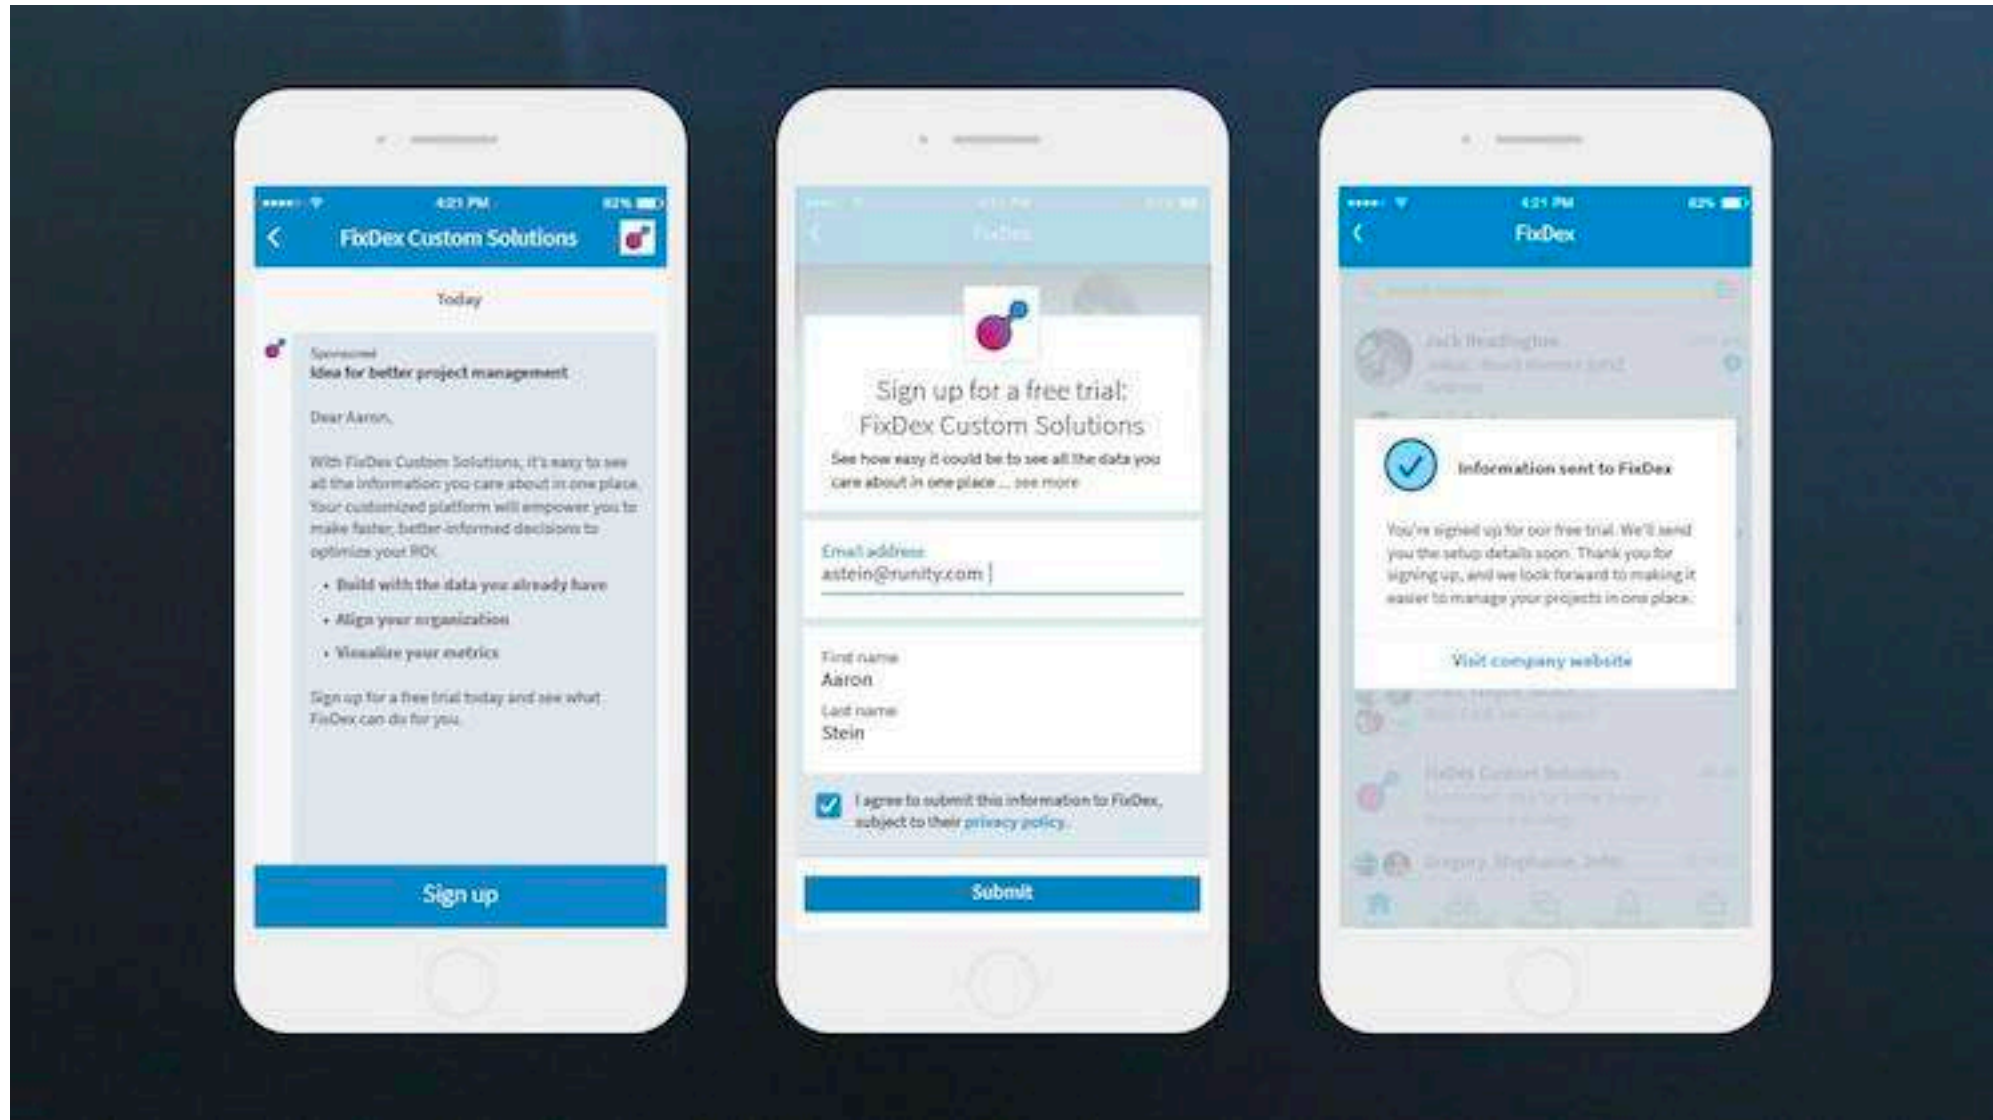 4:21 PM
82%
FixDex Custom Solutions
Today
Sponsored
Idea for better project management
Dear Aaron,
With FixDex Custom Solutions, it's easy to see
all the information you care about in one place.
Your customized platform will empower you to
make faster, better-informed decisions to
optimize your ROI.
• Build with the data you already have
• Align your organization
• Visualize your metrics
Sign up for a free trial today and see what
FixDex can do for you.
Sign up
FixDex
Sign up for a free trial:
FixDex Custom Solutions
See how easy it could be to see all the data you
care about in one place ... see more
Email address
astein@runity.com
First name
Aaron
Last name
Stein
I agree to submit this information to FixDex,
subject to their privacy policy.
Submit
4:21 PM
82%
FixDex
Jack Headington
Information sent to FixDex
You're signed up for our free trial. We'll send
you the setup details soon. Thank you for
signing up, and we look forward to making it
easier to manage your projects in one place.
Visit company website
FixDex Custom Solutions
Gregory, Stephanie, John